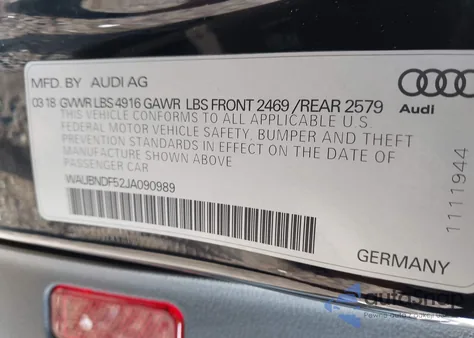 MFD. BY AUDI AG
03·18 GVWR LBS 4916 GAWR LBS FRONT 2469 /REAR 2579
THIS VEHICLE CONFORMS TO ALL APPLICABLE U.S.
FEDERAL MOTOR VEHICLE SAFETY, BUMPER AND THEFT
PREVENTION STANDARDS IN EFFECT ON THE DATE OF
MANUFACTURE SHOWN ABOVE
PASSENGER CAR
WAUBNDF52JA090989
Audi
1111944
GERMANY
autoshop